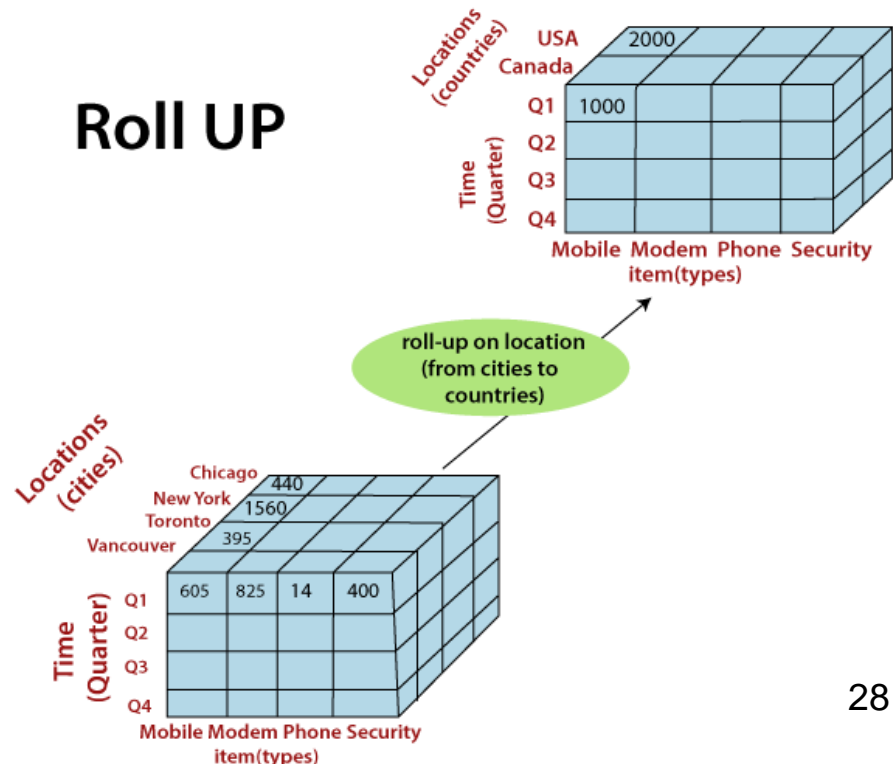 Roll UP
Locations
(countries)
USA
Canada
2000
Time
(Quarter)
Q1
Q2
Q3
Q4
1000
Mobile Modem Phone Security
item(types)
roll-up on location
(from cities to
countries)
Locations
(cities)
Chicago
New York
Toronto
Vancouver
440
1560
395
Time
(Quarter)
Q1
Q2
Q3
Q4
605 825 14 400
Mobile Modem Phone Security
item(types)
28